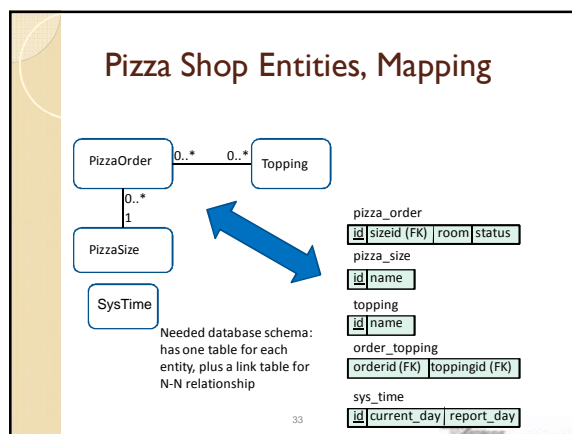 Pizza Shop Entities, Mapping
PizzaOrder
0..* 0..*
Topping
0..*
1
PizzaSize
SysTime
Needed database schema:
has one table for each
entity, plus a link table for
N-N relationship
pizza_order
id sizeid (FK) room status
pizza_size
id name
topping
id name
order_topping
orderid (FK) toppingid (FK)
sys_time
id current_day report_day
33